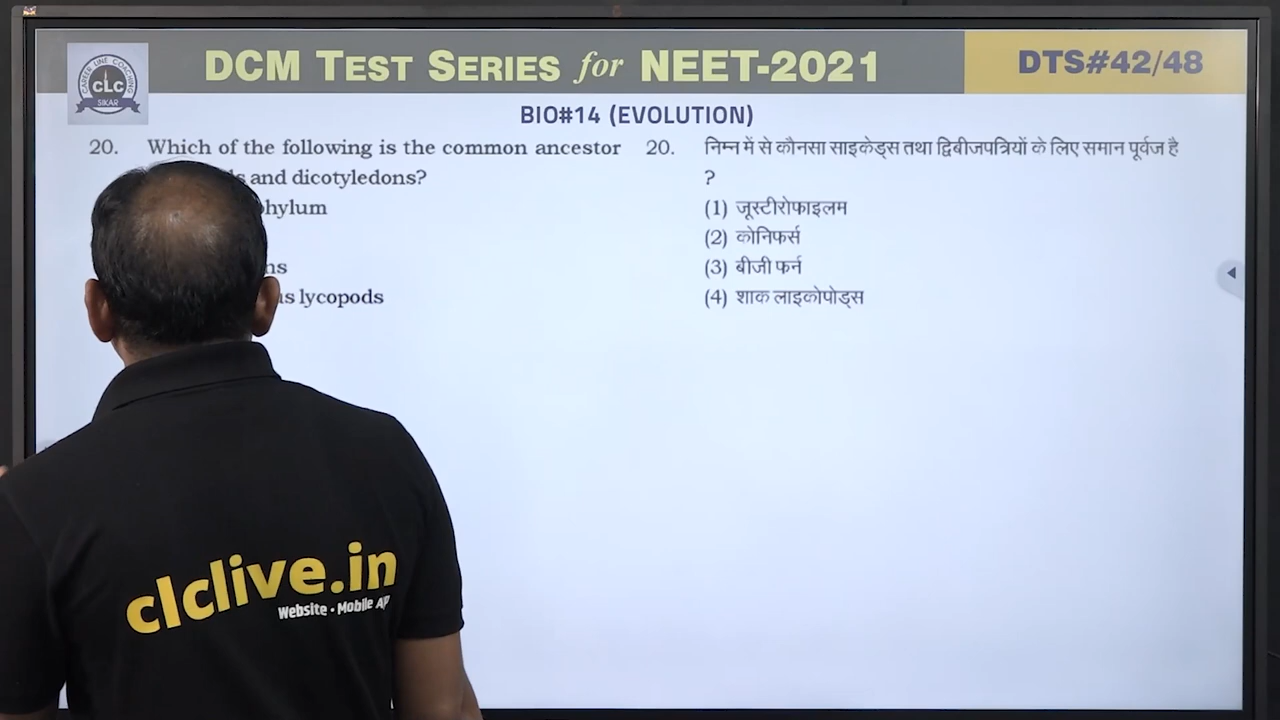 CAREER LINE COACHING
CLC
SIKAR
DCM TEST SERIES for NEET-2021
DTS#42/48
BIO#14 (EVOLUTION)
20. Which of the following is the common ancestor
and dicotyledons?
lycopods
20. निम्न में से कौनसा साइकेड्स तथा द्विबीजपत्रियों के लिए समान पूर्वज है
?
(1) जूस्टीरोफाइलम
(2) कोनिफर्स
(3) बीजी फर्न
(4) शाक लाइकोपोड्स
clclive.in
Website - Mobile